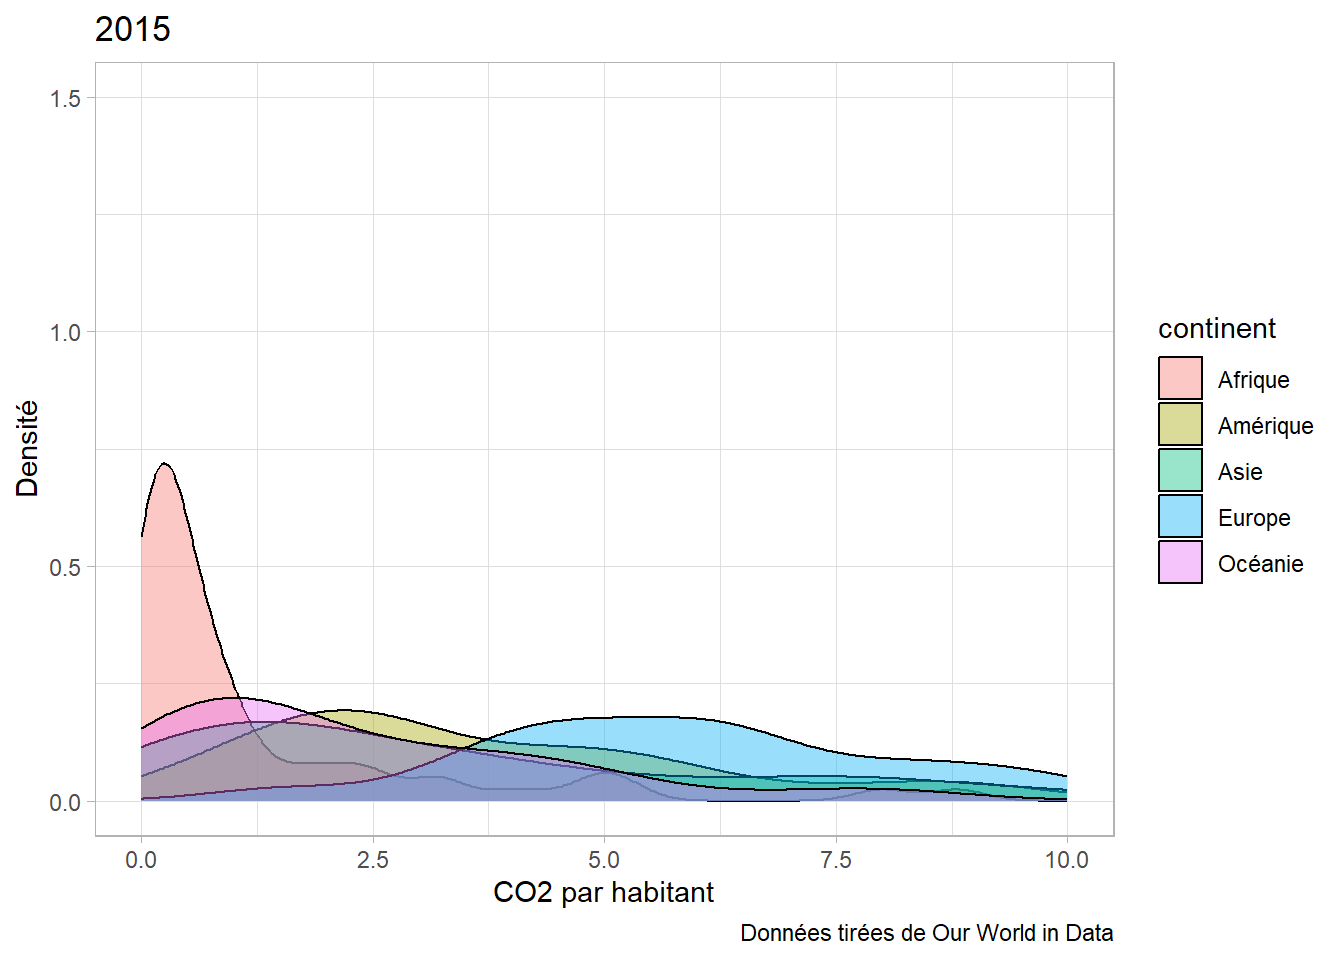 2015
1.5
1.0
0.5
0.0
Densité
0.0 2.5 5.0 7.5 10.0
CO2 par habitant
continent
Afrique
Amérique
Asie
Europe
Océanie
Données tirées de Our World in Data